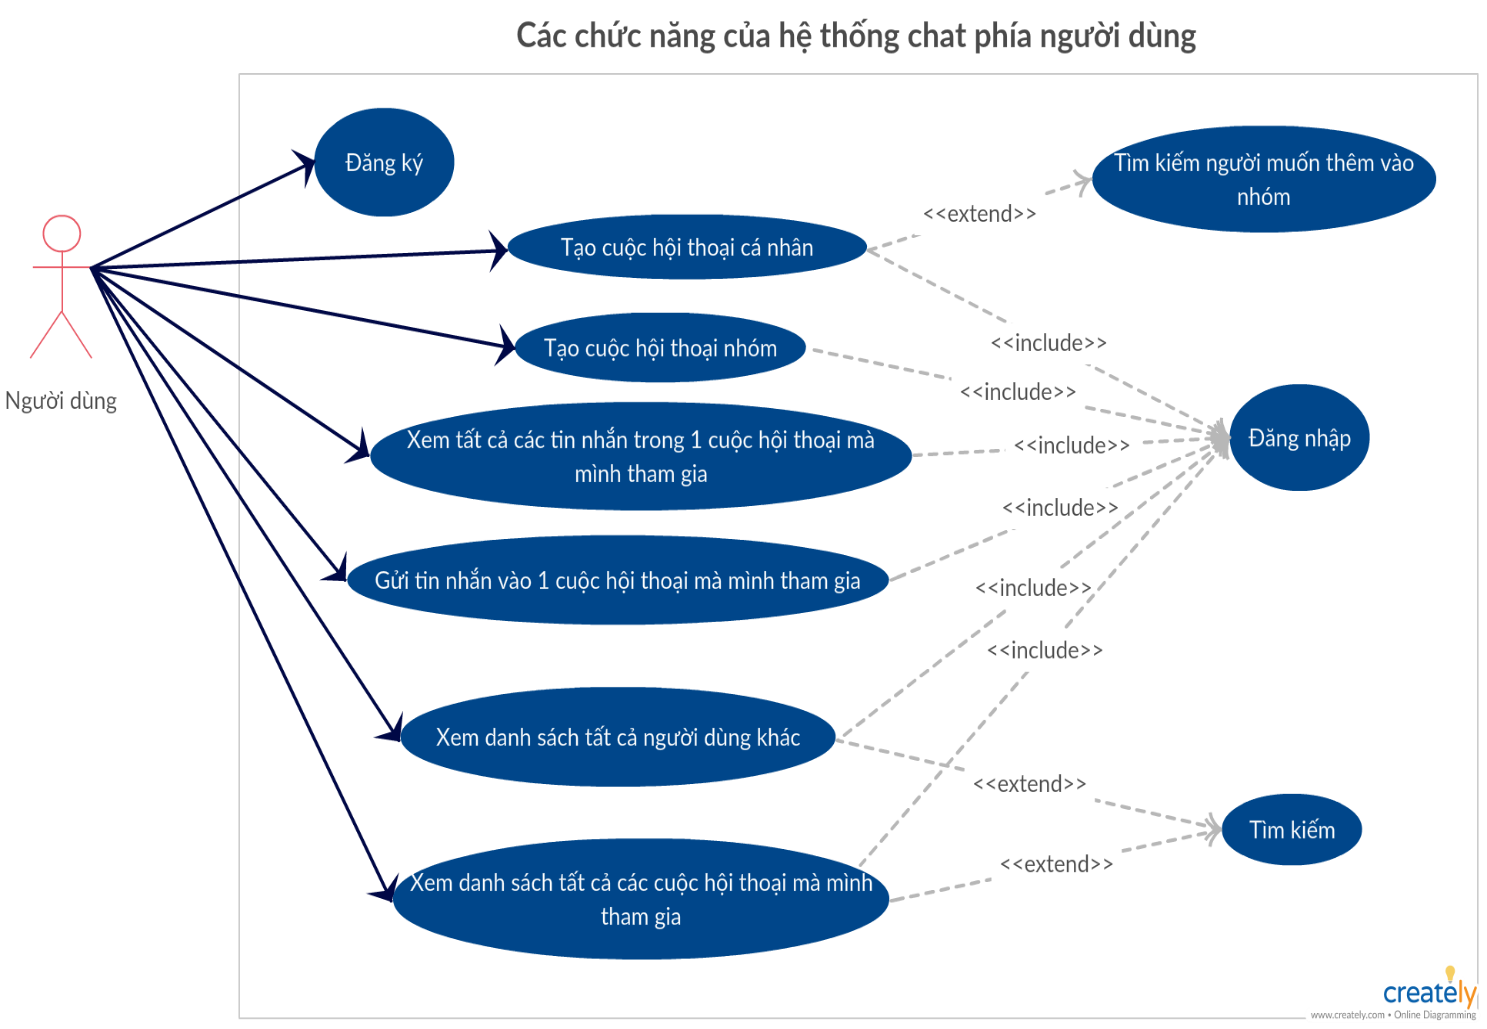 Các chức năng của hệ thống chat phía người dùng
Đăng ký
Tìm kiếm người muốn thêm vào
nhóm
<<extend>>
Tạo cuộc hội thoại cá nhân
<<include>>
Tạo cuộc hội thoại nhóm
<<include>>
Người dùng
Xem tất cả các tin nhắn trong 1 cuộc hội thoại mà
mình tham gia
<<include>>
Đăng nhập
<<include>>
Gửi tin nhắn vào 1 cuộc hội thoại mà mình tham gia
<<include>>
<<include>>
Xem danh sách tất cả người dùng khác
<<extend>>
Tìm kiếm
<<extend>>
Xem danh sách tất cả các cuộc hội thoại mà mình
tham gia
creately
www.creately.com • Online Diagramming